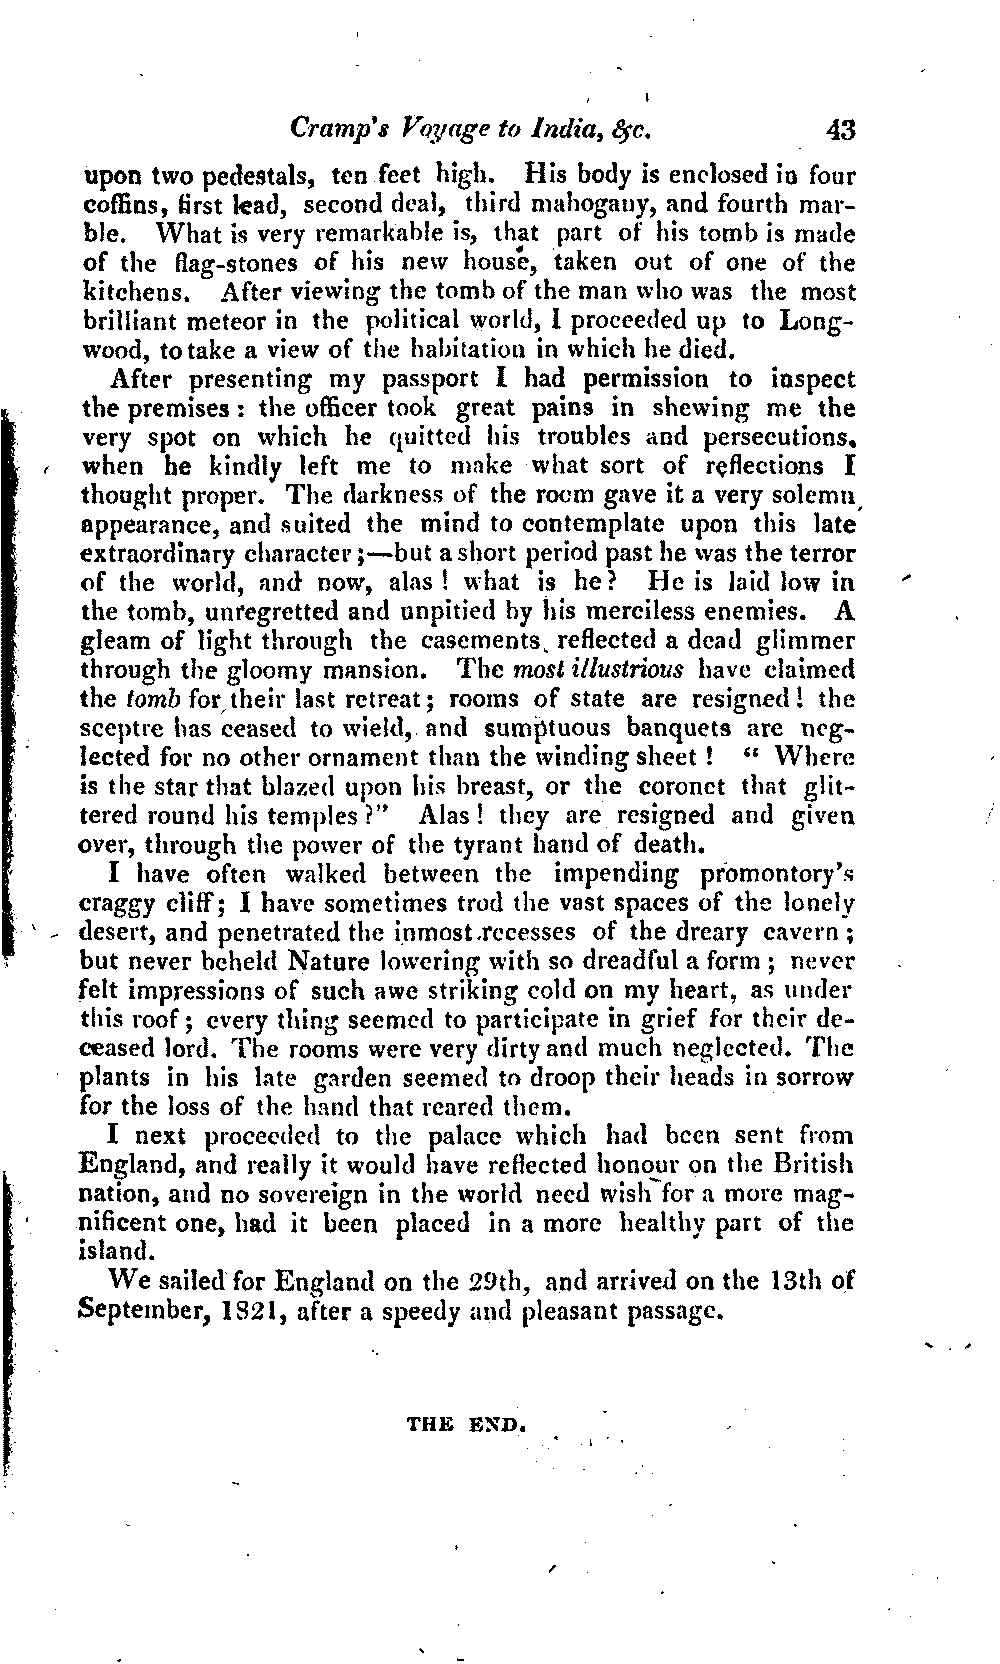 Cramp's Voyage to India, &c. 43
upon two pedestals, ten feet high. His body is enclosed in four
coffins, first lead, second deal, third mahogany, and fourth mar-
ble. What is very remarkable is, that part of his tomb is made
of the flag-stones of his new house, taken out of one of the
kitchens. After viewing the tomb of the man who was the most
brilliant meteor in the political world, I proceeded up to Long-
wood, to take a view of the habitation in which he died.
After presenting my passport I had permission to inspect
the premises: the officer took great pains in shewing me the
very spot on which he quitted his troubles and persecutions,
when he kindly left me to make what sort of reflections I
thought proper. The darkness of the room gave it a very solemn
appearance, and suited the mind to contemplate upon this late
extraordinary character;—but a short period past he was the terror
of the world, and now, alas! what is he? He is laid low in
the tomb, unregretted and unpitied by his merciless enemies. A
gleam of light through the casements reflected a dead glimmer
through the gloomy mansion. The most illustrious have claimed
the tomb for their last retreat; rooms of state are resigned! the
sceptre has ceased to wield, and sumptuous banquets are neg-
lected for no other ornament than the winding sheet! "Where
is the star that blazed upon his breast, or the coronet that glit-
tered round his temples?" Alas! they are resigned and given
over, through the power of the tyrant hand of death.
I have often walked between the impending promontory's
craggy cliff; I have sometimes trod the vast spaces of the lonely
desert, and penetrated the inmost recesses of the dreary cavern;
but never beheld Nature lowering with so dreadful a form; never
felt impressions of such awe striking cold on my heart, as under
this roof; every thing seemed to participate in grief for their de-
ceased lord. The rooms were very dirty and much neglected. The
plants in his late garden seemed to droop their heads in sorrow
for the loss of the hand that reared them.
I next proceeded to the palace which had been sent from
England, and really it would have reflected honour on the British
nation, and no sovereign in the world need wish for a more mag-
nificent one, had it been placed in a more healthy part of the
island.
We sailed for England on the 29th, and arrived on the 13th of
September, 1821, after a speedy and pleasant passage.
THE END.